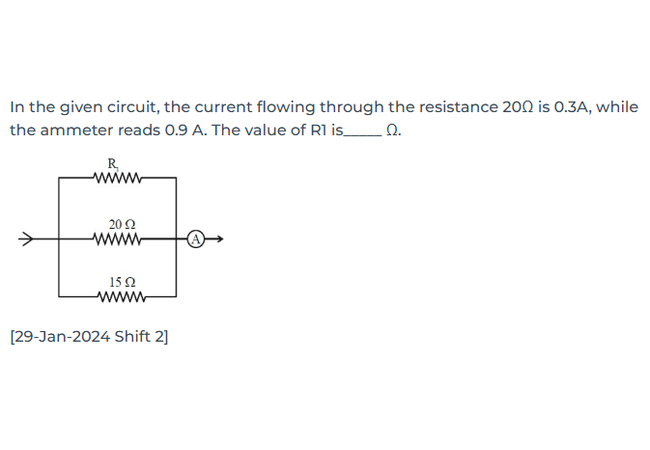 In the given circuit, the current flowing through the resistance 20Ω is 0.3A, while
the ammeter reads 0.9 A. The value of R1 is_____ Ω.
R₁
20 Ω
A
15 Ω
[29-Jan-2024 Shift 2]